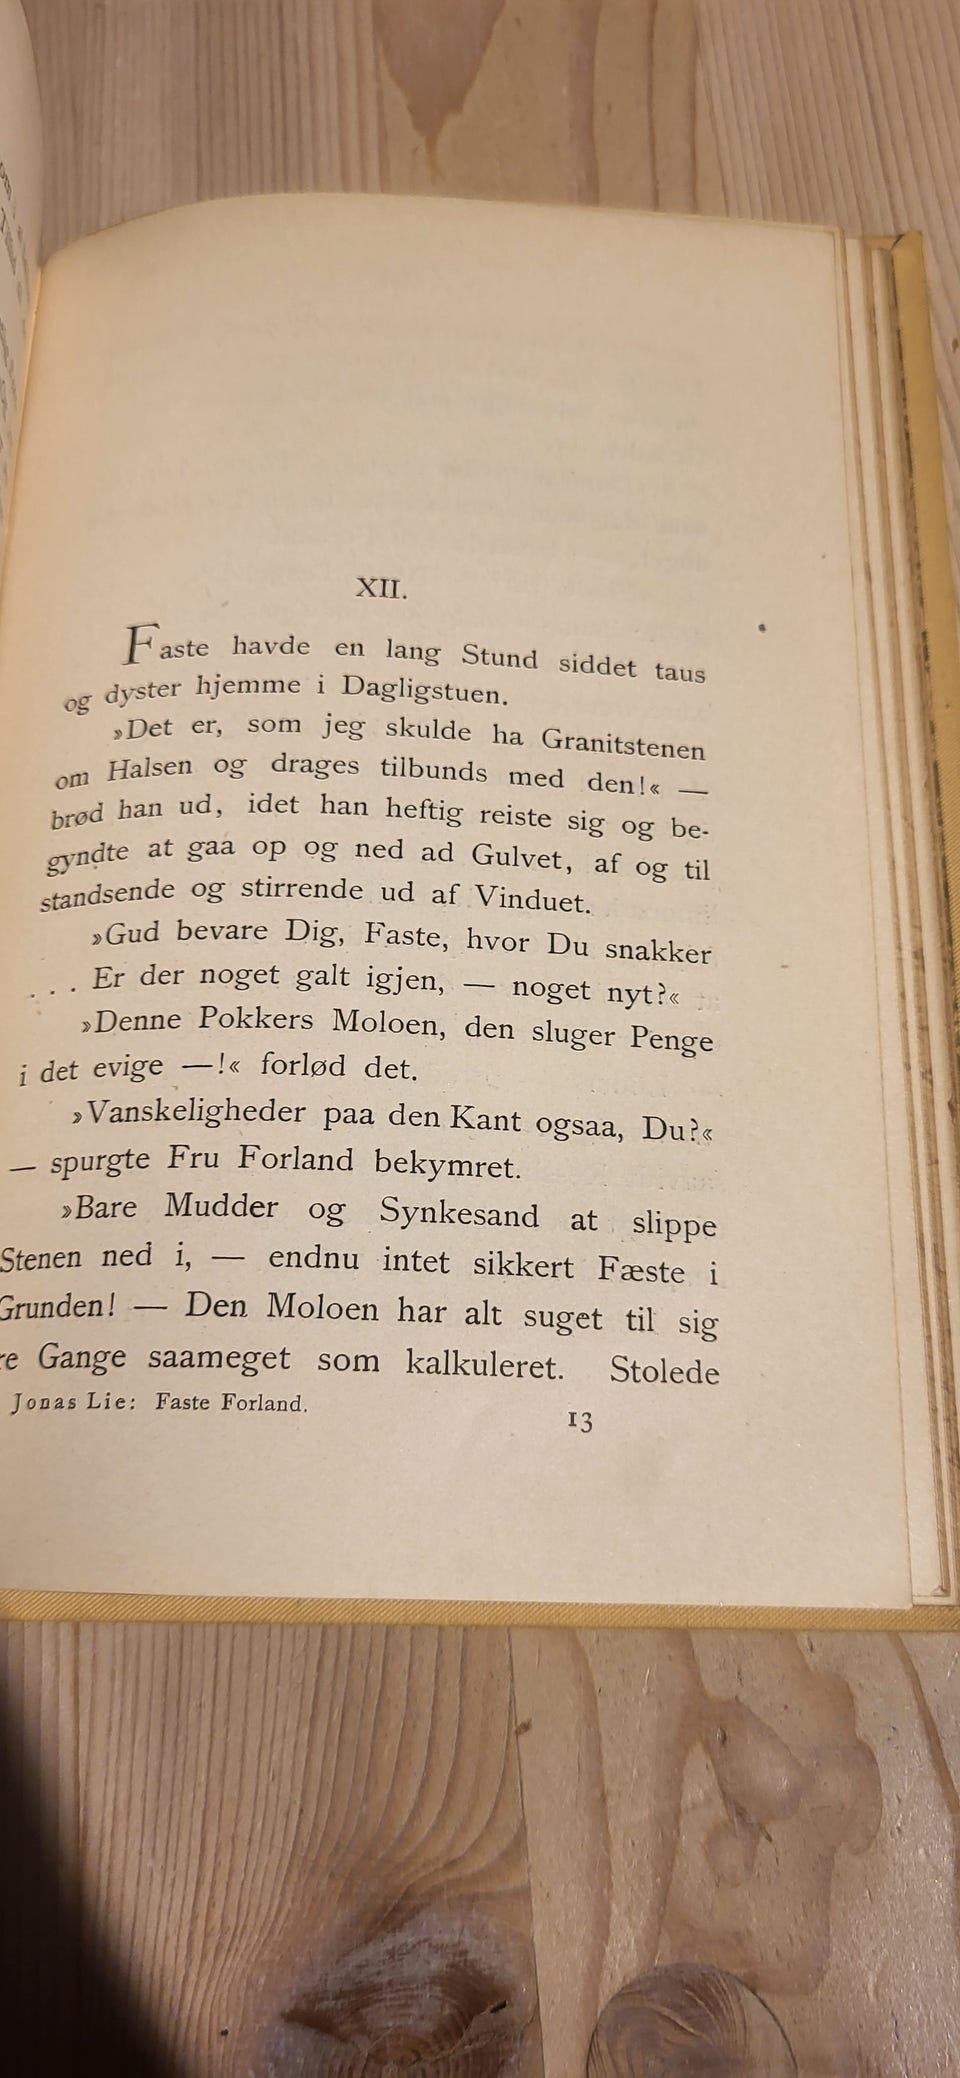 XII.
Faste havde en lang Stund siddet taus
og dyster hjemme i Dagligstuen.
»Det er, som jeg skulde ha Granitstenen
om Halsen og drages tilbunds med den!« —
brød han ud, idet han heftig reiste sig og be-
gyndte at gaa op og ned ad Gulvet, af og til
standsende og stirrende ud af Vinduet.
»Gud bevare Dig, Faste, hvor Du snakker
. . . Er der noget galt igjen, — noget nyt?«
»Denne Pokkers Moloen, den sluger Penge
i det evige —!« forlød det.
»Vanskeligheder paa den Kant ogsaa, Du?«
— spurgte Fru Forland bekymret.
»Bare Mudder og Synkesand at slippe
Stenen ned i, — endnu intet sikkert Fæste i
Grunden! — Den Moloen har alt suget til sig
Gange saameget som kalkuleret. Stolede
Jonas Lie: Faste Forland.
13